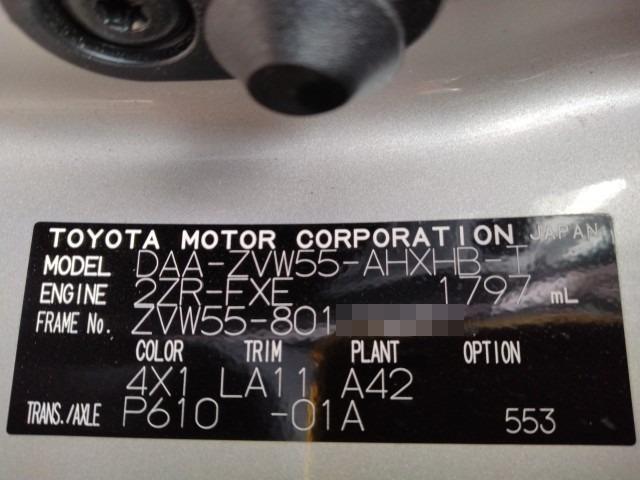 TOYOTA MOTOR CORPORATION JAPAN
MODEL DAA-ZVW55-AHXHB-T
ENGINE 2ZR-FXE 1797 mL
FRAME No. ZVW55-801
COLOR TRIM PLANT OPTION
4X1 LA11 A42
TRANS./AXLE P610 -01A 553